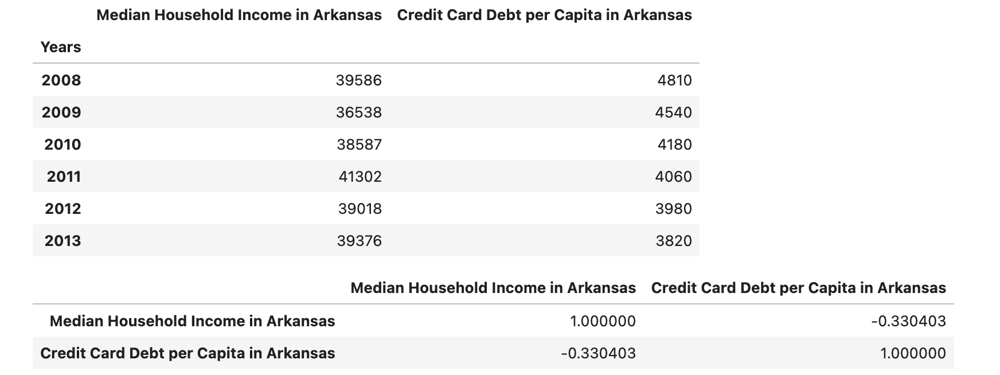 Median Household Income in Arkansas Credit Card Debt per Capita in Arkansas
Years
2008 39586 4810
2009 36538 4540
2010 38587 4180
2011 41302 4060
2012 39018 3980
2013 39376 3820
Median Household Income in Arkansas Credit Card Debt per Capita in Arkansas
Median Household Income in Arkansas 1.000000 -0.330403
Credit Card Debt per Capita in Arkansas -0.330403 1.000000